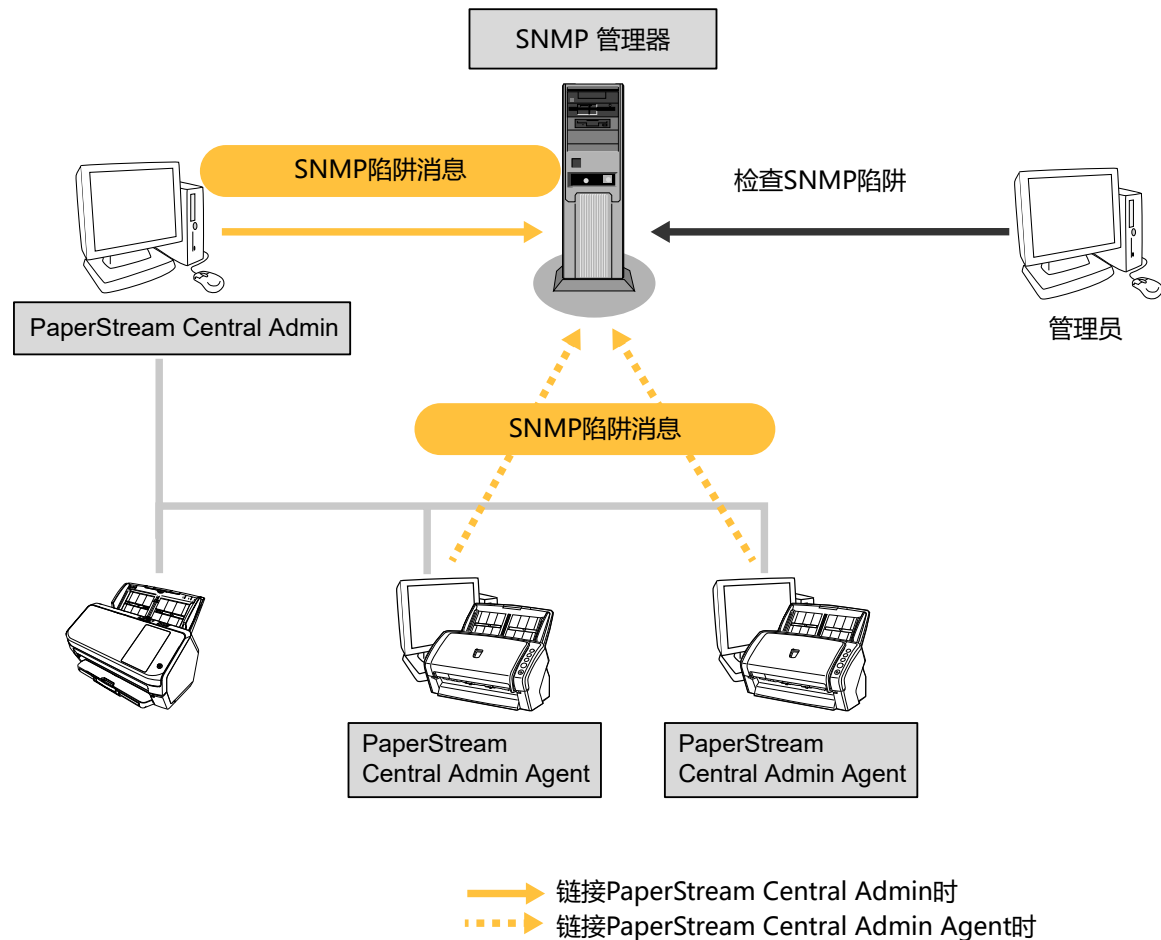 SNMP 管理器
SNMP陷阱消息
检查SNMP陷阱
PaperStream Central Admin
管理员
SNMP陷阱消息
PaperStream
Central Admin Agent
PaperStream
Central Admin Agent
链接PaperStream Central Admin时
链接PaperStream Central Admin Agent时